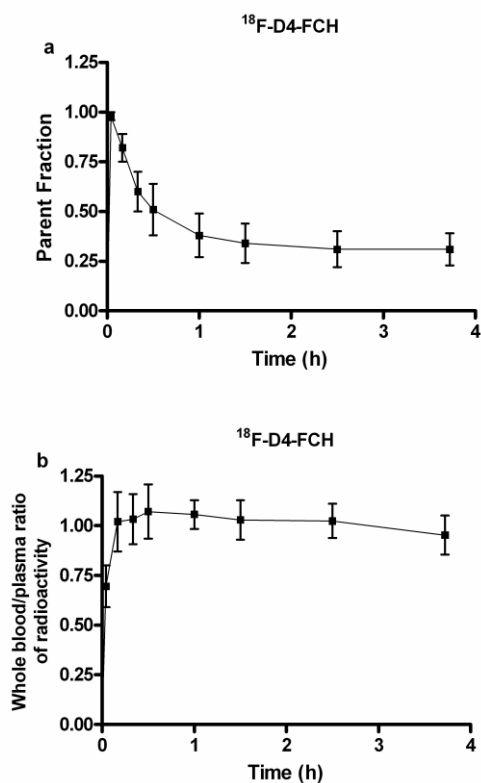 ¹⁸F-D4-FCH
a
1.25
1.00
0.75
0.50
0.25
0.00
Parent Fraction
0 1 2 3 4
Time (h)
¹⁸F-D4-FCH
b
1.25
1.00
0.75
0.50
0.25
0.00
Whole blood/plasma ratio
of radioactivity
0 1 2 3 4
Time (h)